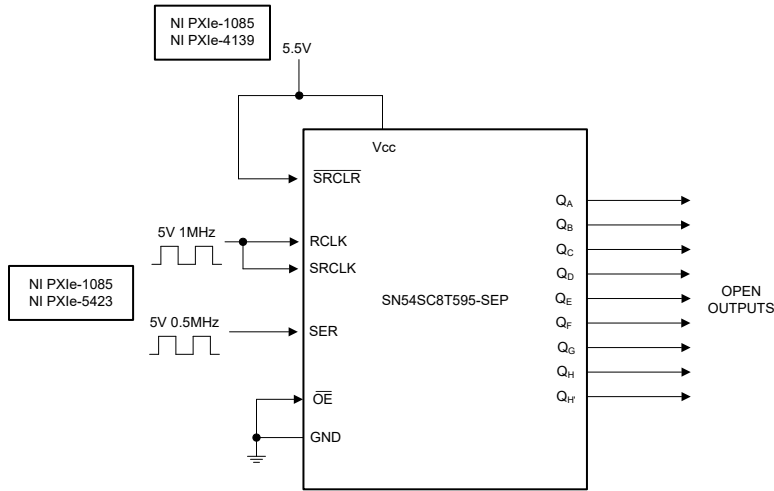 NI PXIe-1085
NI PXIe-4139
5.5V
Vcc
SRCLR
QA
QB
5V 1MHz
RCLK
QC
SRCLK
QD
NI PXIe-1085
NI PXIe-5423
SN54SC8T595-SEP
QE
OPEN
OUTPUTS
5V 0.5MHz
SER
QF
QG
QH
OE
QH'
GND